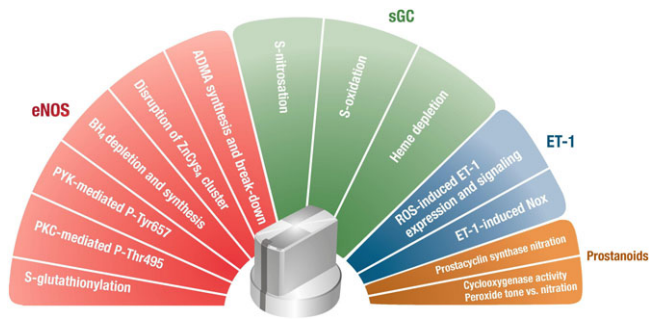 eNOS
S-glutathionylation
PKC-mediated P-Thr495
PYK-mediated P-Tyr657
BH₄ depletion and synthesis
Disruption of ZnCys₄ cluster
ADMA synthesis and break-down
sGC
S-nitrosation
S-oxidation
Heme depletion
ET-1
ROS-induced ET-1
expression and signaling
ET-1-induced Nox
Prostanoids
Prostacyclin synthase nitration
Cyclooxygenase activity
Peroxide tone vs. nitration